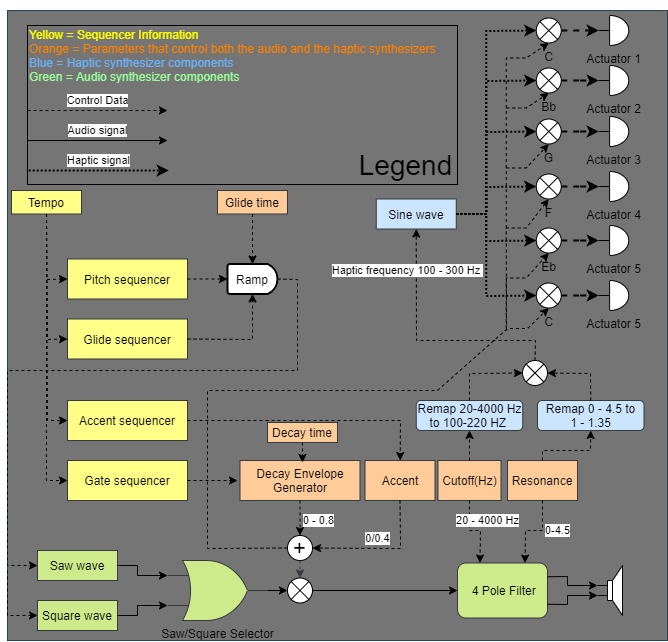 Yellow = Sequencer Information
Orange = Parameters that control both the audio and the haptic synthesizers
Blue = Haptic synthesizer components
Green = Audio synthesizer components
Control Data
Audio signal
Haptic signal
Legend
C
Actuator 1
Bb
Actuator 2
G
Actuator 3
F
Actuator 4
Eb
Actuator 5
C
Actuator 5
Tempo
Glide time
Sine wave
Pitch sequencer
Ramp
Haptic frequency 100 - 300 Hz
Glide sequencer
Accent sequencer
Decay time
Remap 20-4000 Hz
to 100-220 HZ
Remap 0 - 4.5 to
1 - 1.35
Gate sequencer
Decay Envelope
Generator
Accent
Cutoff(Hz)
Resonance
0 - 0.8
0/0.4
20 - 4000 Hz
0-4.5
+
Saw wave
Square wave
Saw/Square Selector
4 Pole Filter